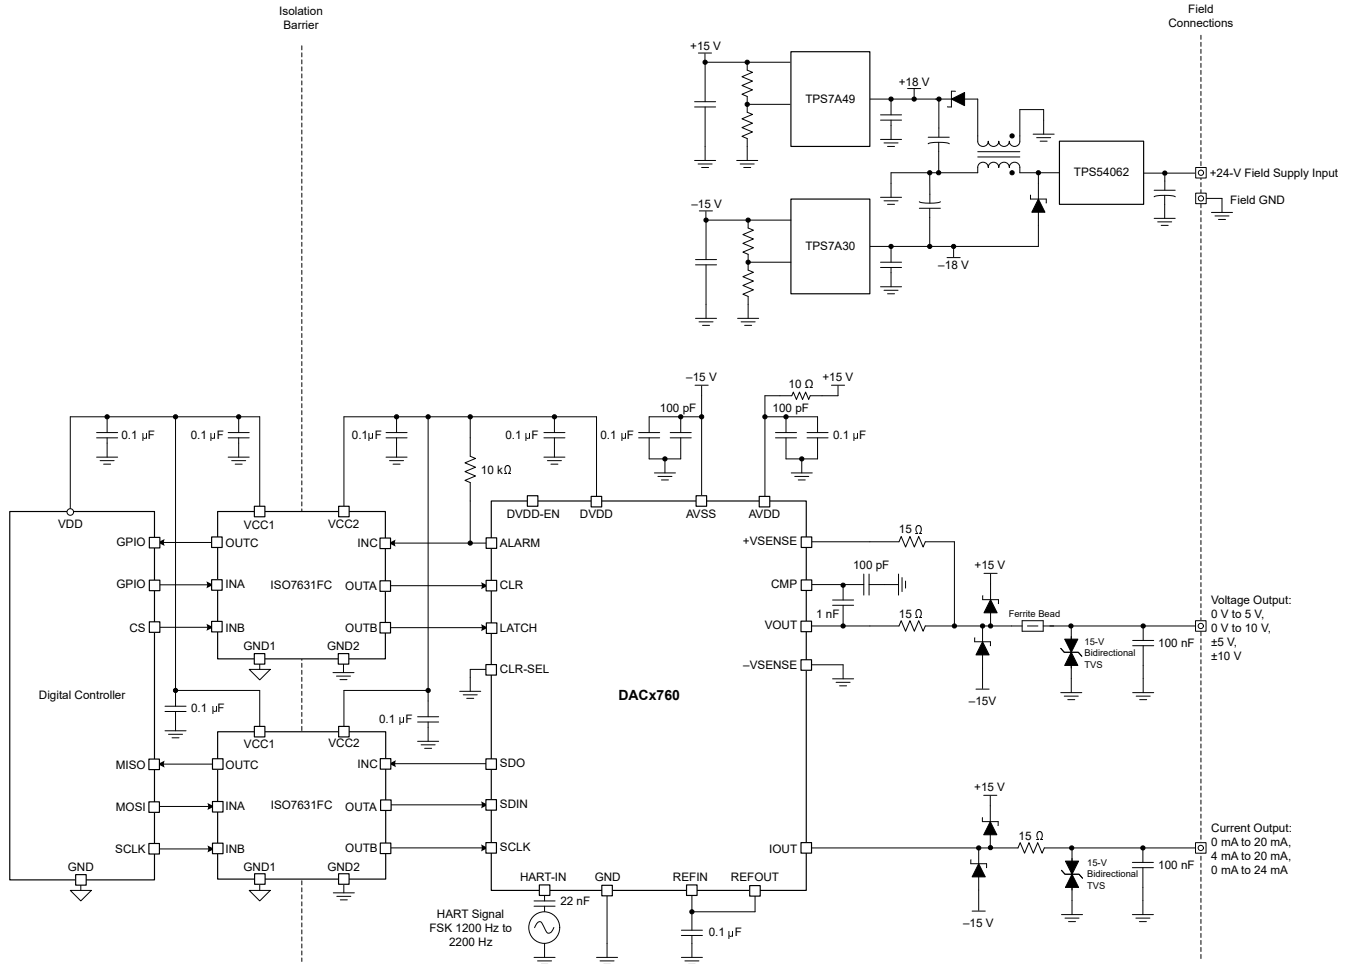 Isolation
Barrier
Field
Connections
+15 V
TPS7A49
+18 V
TPS54062
+24-V Field Supply Input
Field GND
–15 V
TPS7A30
–18 V
–15 V
10 Ω
+15 V
100 pF
100 pF
0.1 µF
0.1 µF
0.1µF
0.1 µF
0.1 µF
0.1 µF
10 kΩ
VDD
VCC1
VCC2
DVDD-EN
DVDD
AVSS
AVDD
GPIO
OUTC
INC
ALARM
+VSENSE
15 Ω
GPIO
INA
ISO7631FC
OUTA
CLR
CMP
100 pF
+15 V
1 nF
CS
INB
OUTB
LATCH
VOUT
15 Ω
Ferrite Bead
Voltage Output:
0 V to 5 V,
0 V to 10 V,
±5 V,
±10 V
15-V
Bidirectional
TVS
100 nF
GND1
GND2
CLR-SEL
–VSENSE
–15V
Digital Controller
DACx760
0.1 µF
0.1 µF
VCC1
VCC2
MISO
OUTC
INC
SDO
+15 V
MOSI
INA
ISO7631FC
OUTA
SDIN
SCLK
INB
OUTB
SCLK
IOUT
15 Ω
Current Output:
0 mA to 20 mA,
4 mA to 20 mA,
0 mA to 24 mA
15-V
Bidirectional
TVS
100 nF
GND
GND1
GND2
HART-IN
GND
REFIN
REFOUT
–15 V
22 nF
HART Signal
FSK 1200 Hz to
2200 Hz
0.1 µF